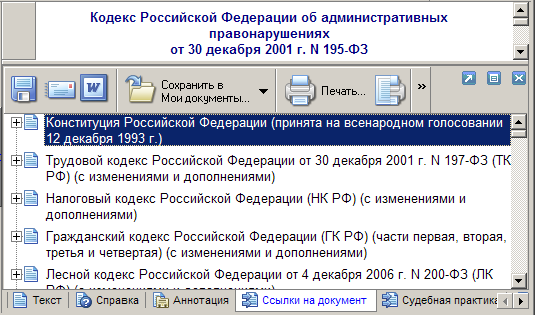 Кодекс Российской Федерации об административных
правонарушениях
от 30 декабря 2001 г. N 195-ФЗ
Сохранить в
Мои документы...
Печать...
»
Конституция Российской Федерации (принята на всенародном голосовании
12 декабря 1993 г.)
Трудовой кодекс Российской Федерации от 30 декабря 2001 г. N 197-ФЗ (ТК
РФ) (с изменениями и дополнениями)
Налоговый кодекс Российской Федерации (НК РФ) (с изменениями и
дополнениями)
Гражданский кодекс Российской Федерации (ГК РФ) (части первая, вторая,
третья и четвертая) (с изменениями и дополнениями)
Лесной кодекс Российской Федерации от 4 декабря 2006 г. N 200-ФЗ (ЛК
РФ) (с изменениями и дополнениями)
Текст Справка Аннотация Ссылки на документ Судебная практика